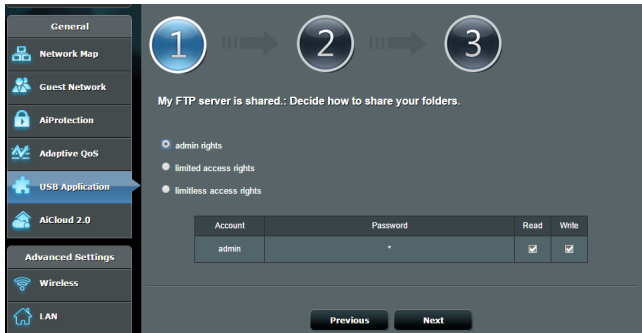 General
Network Map
Guest Network
AiProtection
Adaptive QoS
USB Application
AiCloud 2.0
Advanced Settings
Wireless
LAN
1 2 3
My FTP server is shared.: Decide how to share your folders.
admin rights
limited access rights
limitless access rights
Account Password Read Write
admin *
Previous Next